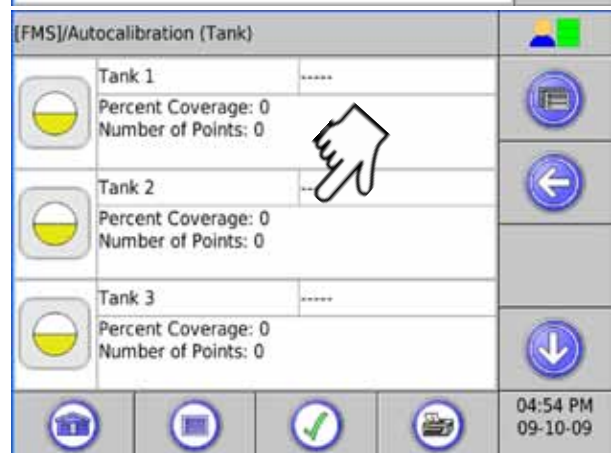 [FMS]/Autocalibration (Tank)
Tank 1 -----
Percent Coverage: 0
Number of Points: 0
Tank 2 --
Percent Coverage: 0
Number of Points: 0
Tank 3 -----
Percent Coverage: 0
Number of Points: 0
04:54 PM
09-10-09